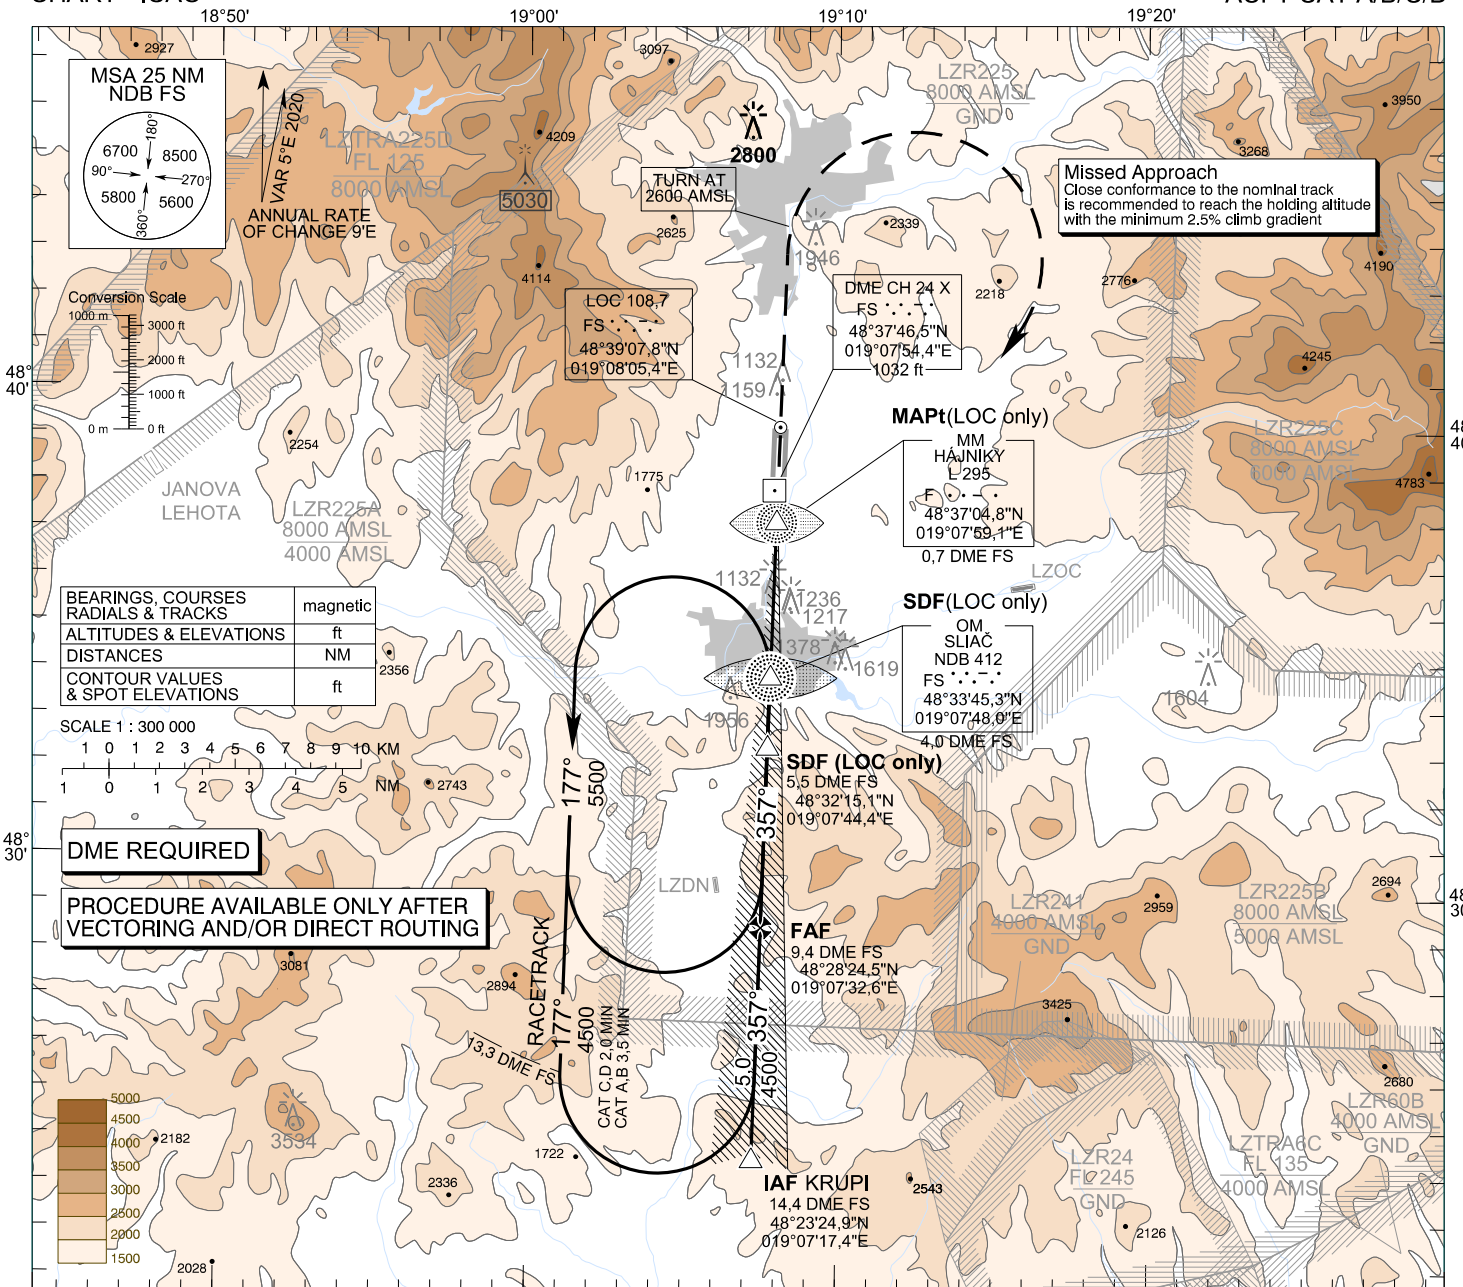 18°50'
19°00'
19°10'
19°20'
2927
MSA 25 NM
NDB FS
180°
6700
8500
90°
270°
5800
5600
360°
VAR 5°E 2020
ANNUAL RATE
OF CHANGE 9'E
LZTRA225D
FL 125
8000 AMSL
3097
4209
5030
4114
2800
TURN AT
2600 AMSL
2625
1946
2339
2218
LZR225
8000 AMSL
GND
3950
3268
Missed Approach
Close conformance to the nominal track
is recommended to reach the holding altitude
with the minimum 2.5% climb gradient
4190
2776
4245
Conversion Scale
1000 m
3000 ft
2000 ft
1000 ft
0 m
0 ft
48°
40'
LOC 108,7
FS
48°39'07,8"N
019°08'05,4"E
DME CH 24 X
FS
48°37'46,5"N
019°07'54,4"E
1032 ft
1132
1159
2254
1775
MAPt(LOC only)
MM
HÁJNIKY
L 295
F
48°37'04,8"N
019°07'59,1"E
0,7 DME FS
LZR225C
8000 AMSL
6000 AMSL
4783
JANOVA
LEHOTA
LZR225A
8000 AMSL
4000 AMSL
BEARINGS, COURSES
RADIALS & TRACKS
magnetic
ALTITUDES & ELEVATIONS
ft
DISTANCES
NM
CONTOUR VALUES
& SPOT ELEVATIONS
ft
2356
1132
1236
1217
378
1619
1956
LZOC
SDF(LOC only)
OM
SLIAČ
NDB 412
FS
48°33'45,3"N
019°07'48,0"E
4,0 DME FS
1604
SCALE 1 : 300 000
1 0 1 2 3 4 5 6 7 8 9 10 KM
1 0 1 2 3 4 5 NM
2743
177°
5500
SDF (LOC only)
5,5 DME FS
48°32'15,1"N
019°07'44,4"E
357°
48°
30'
DME REQUIRED
PROCEDURE AVAILABLE ONLY AFTER
VECTORING AND/OR DIRECT ROUTING
LZDN
LZR241
4000 AMSL
GND
2959
LZR225B
8000 AMSL
5000 AMSL
2694
FAF
9,4 DME FS
48°28'24,5"N
019°07'32,6"E
3081
2894
RACETRACK
177°
4500
CAT C,D 2,0 MIN
CAT A,B 3,5 MIN
13,3 DME FS
357°
5,0
4500
3425
2680
5000
4500
4000
3500
3000
2500
2000
1500
3534
2182
2336
1722
2028
IAF KRUPI
14,4 DME FS
48°23'24,9"N
019°07'17,4"E
2543
LZR24
FL 245
GND
2126
LZTRA6C
FL 135
4000 AMSL
LZR60B
4000 AMSL
GND